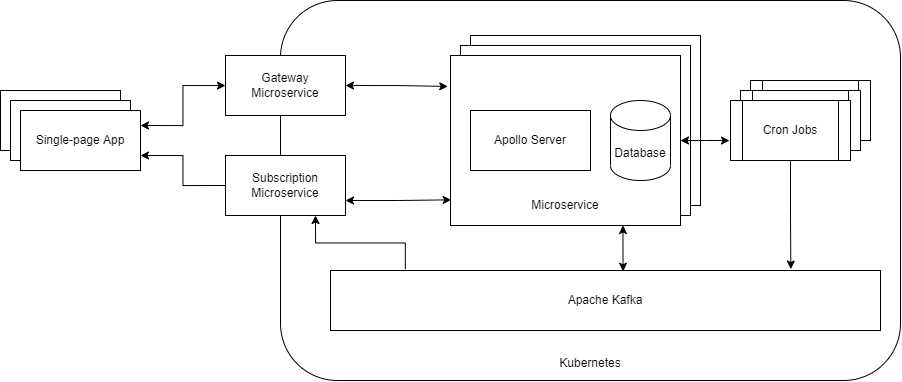 Gateway
Microservice
Single-page App
Subscription
Microservice
Apollo Server
Database
Microservice
Cron Jobs
Apache Kafka
Kubernetes